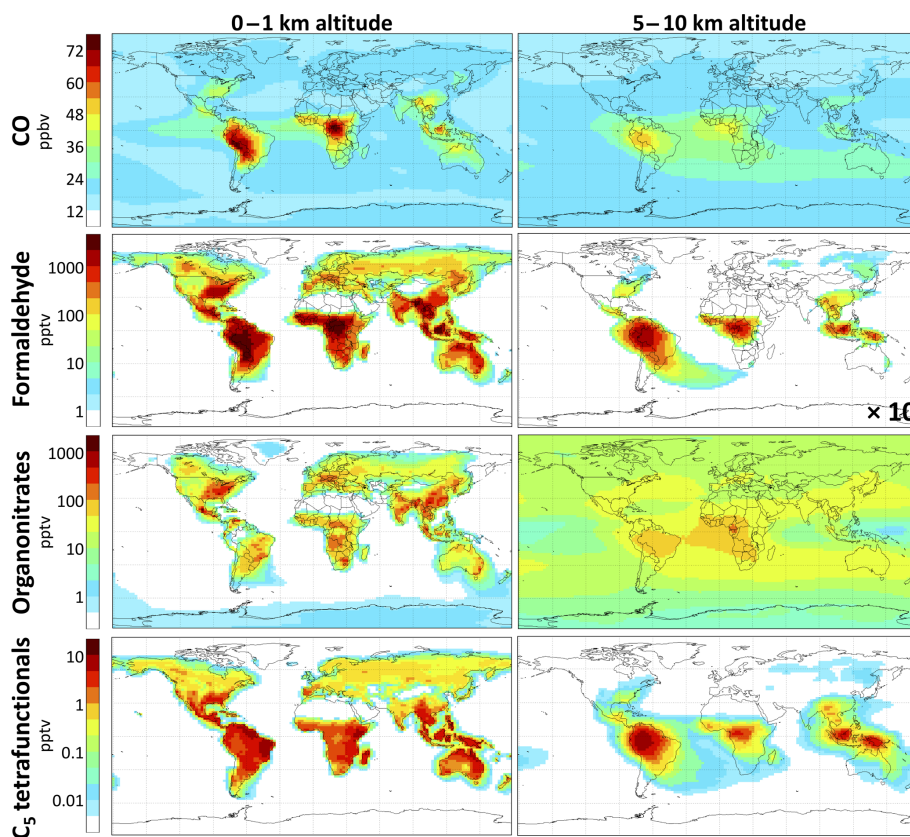 0–1 km altitude
5–10 km altitude
CO
ppbv
72
60
48
36
24
12
Formaldehyde
pptv
1000
100
10
1
× 10
Organonitrates
pptv
1000
100
10
1
C5 tetrafunctionals
pptv
10
1
0.1
0.01